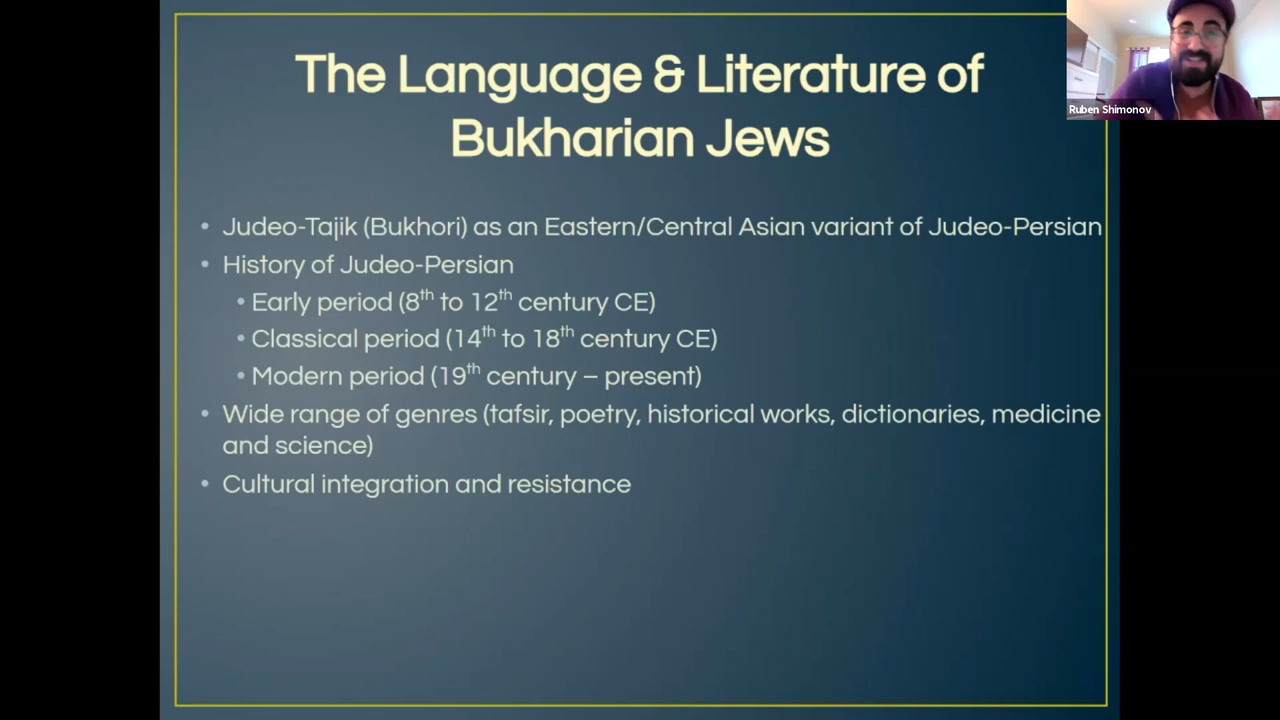 The Language & Literature of
Bukharian Jews
• Judeo-Tajik (Bukhori) as an Eastern/Central Asian variant of Judeo-Persian
• History of Judeo-Persian
• Early period (8th to 12th century CE)
• Classical period (14th to 18th century CE)
• Modern period (19th century – present)
• Wide range of genres (tafsir, poetry, historical works, dictionaries, medicine
and science)
• Cultural integration and resistance
Ruben Shimonov